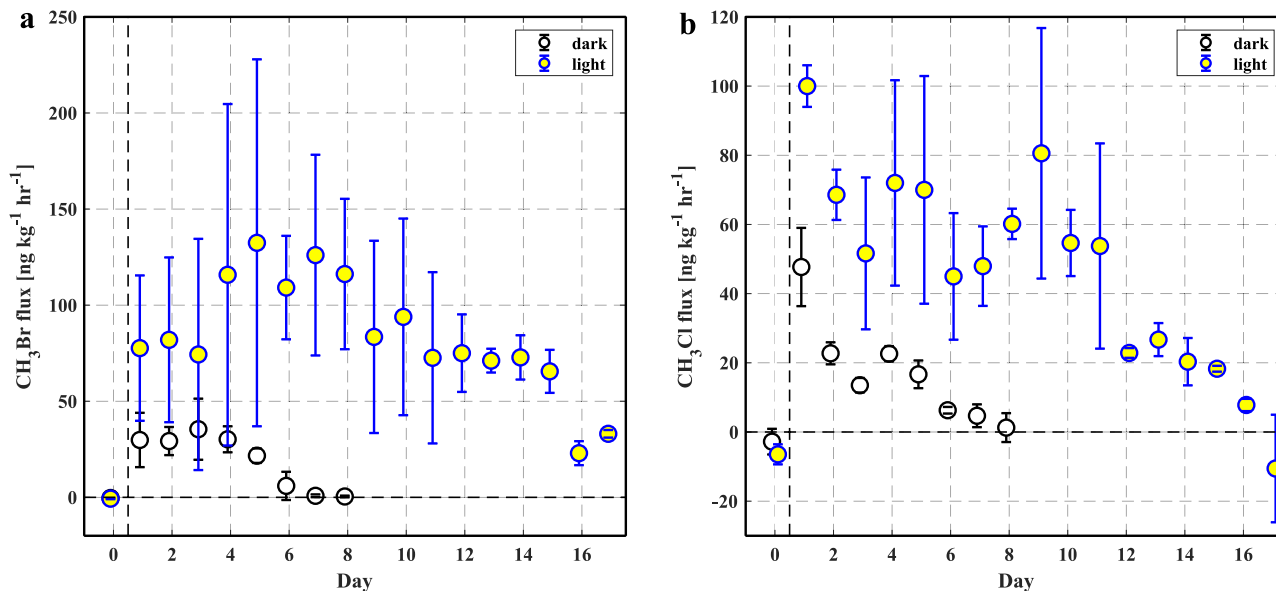 a
CH3Br flux [ng kg-1 hr-1]
250
200
150
100
50
0
0 2 4 6 8 10 12 14 16
Day
dark
light
b
CH3Cl flux [ng kg-1 hr-1]
120
100
80
60
40
20
0
-20
0 2 4 6 8 10 12 14 16
Day
dark
light